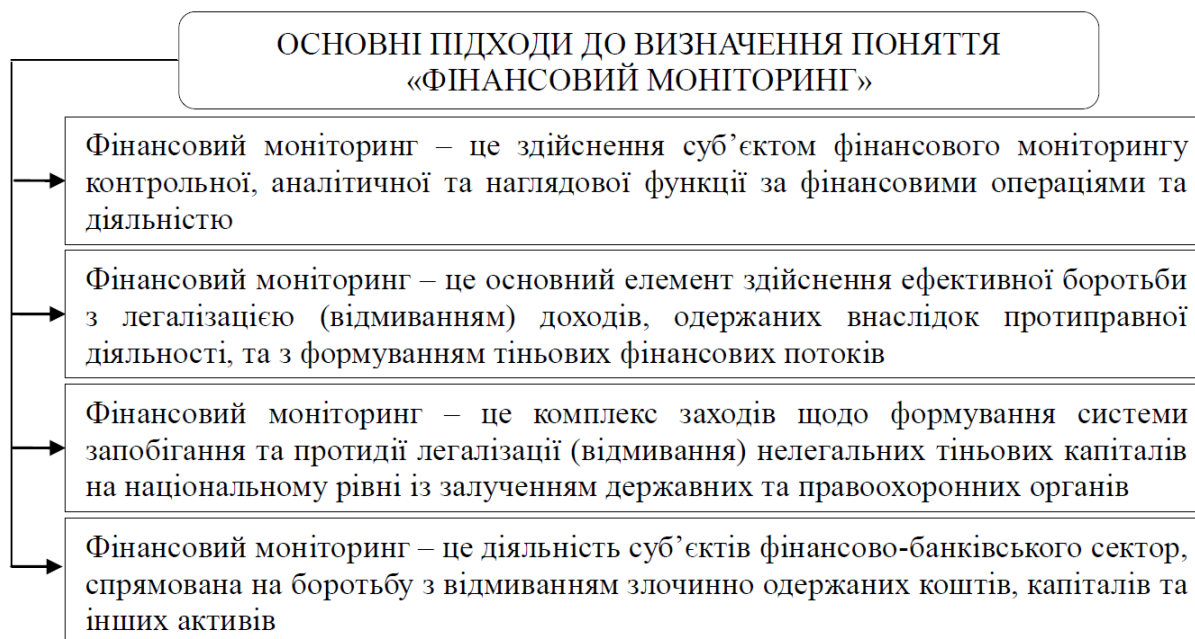 ОСНОВНІ ПІДХОДИ ДО ВИЗНАЧЕННЯ ПОНЯТТЯ
«ФІНАНСОВИЙ МОНІТОРИНГ»
Фінансовий моніторинг – це здійснення суб’єктом фінансового моніторингу
контрольної, аналітичної та наглядової функції за фінансовими операціями та
діяльністю
Фінансовий моніторинг – це основний елемент здійснення ефективної боротьби
з легалізацією (відмиванням) доходів, одержаних внаслідок протиправної
діяльності, та з формуванням тіньових фінансових потоків
Фінансовий моніторинг – це комплекс заходів щодо формування системи
запобігання та протидії легалізації (відмивання) нелегальних тіньових капіталів
на національному рівні із залученням державних та правоохоронних органів
Фінансовий моніторинг – це діяльність суб’єктів фінансово-банківського сектор,
спрямована на боротьбу з відмиванням злочинно одержаних коштів, капіталів та
інших активів